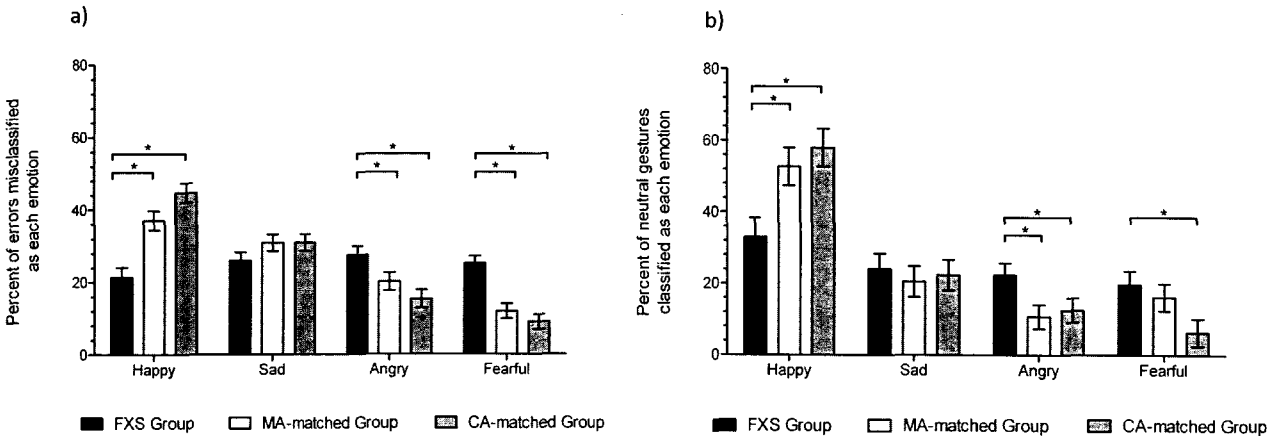 a)
Percent of errors misclassified
as each emotion
80
60
40
20
0
*
*
*
*
*
*
Happy
Sad
Angry
Fearful
FXS Group
MA-matched Group
CA-matched Group
b)
Percent of neutral gestures
classified as each emotion
80
60
40
20
0
*
*
*
*
*
Happy
Sad
Angry
Fearful
FXS Group
MA-matched Group
CA-matched Group